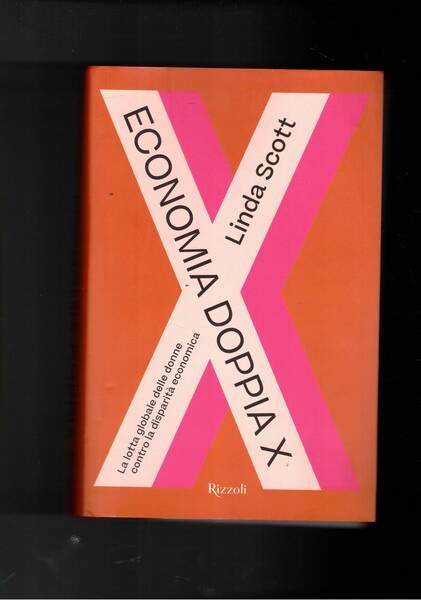 ECONOMIA DOPPIA X
Linda Scott
La lotta globale delle donne
contro la disparità economica
Rizzoli